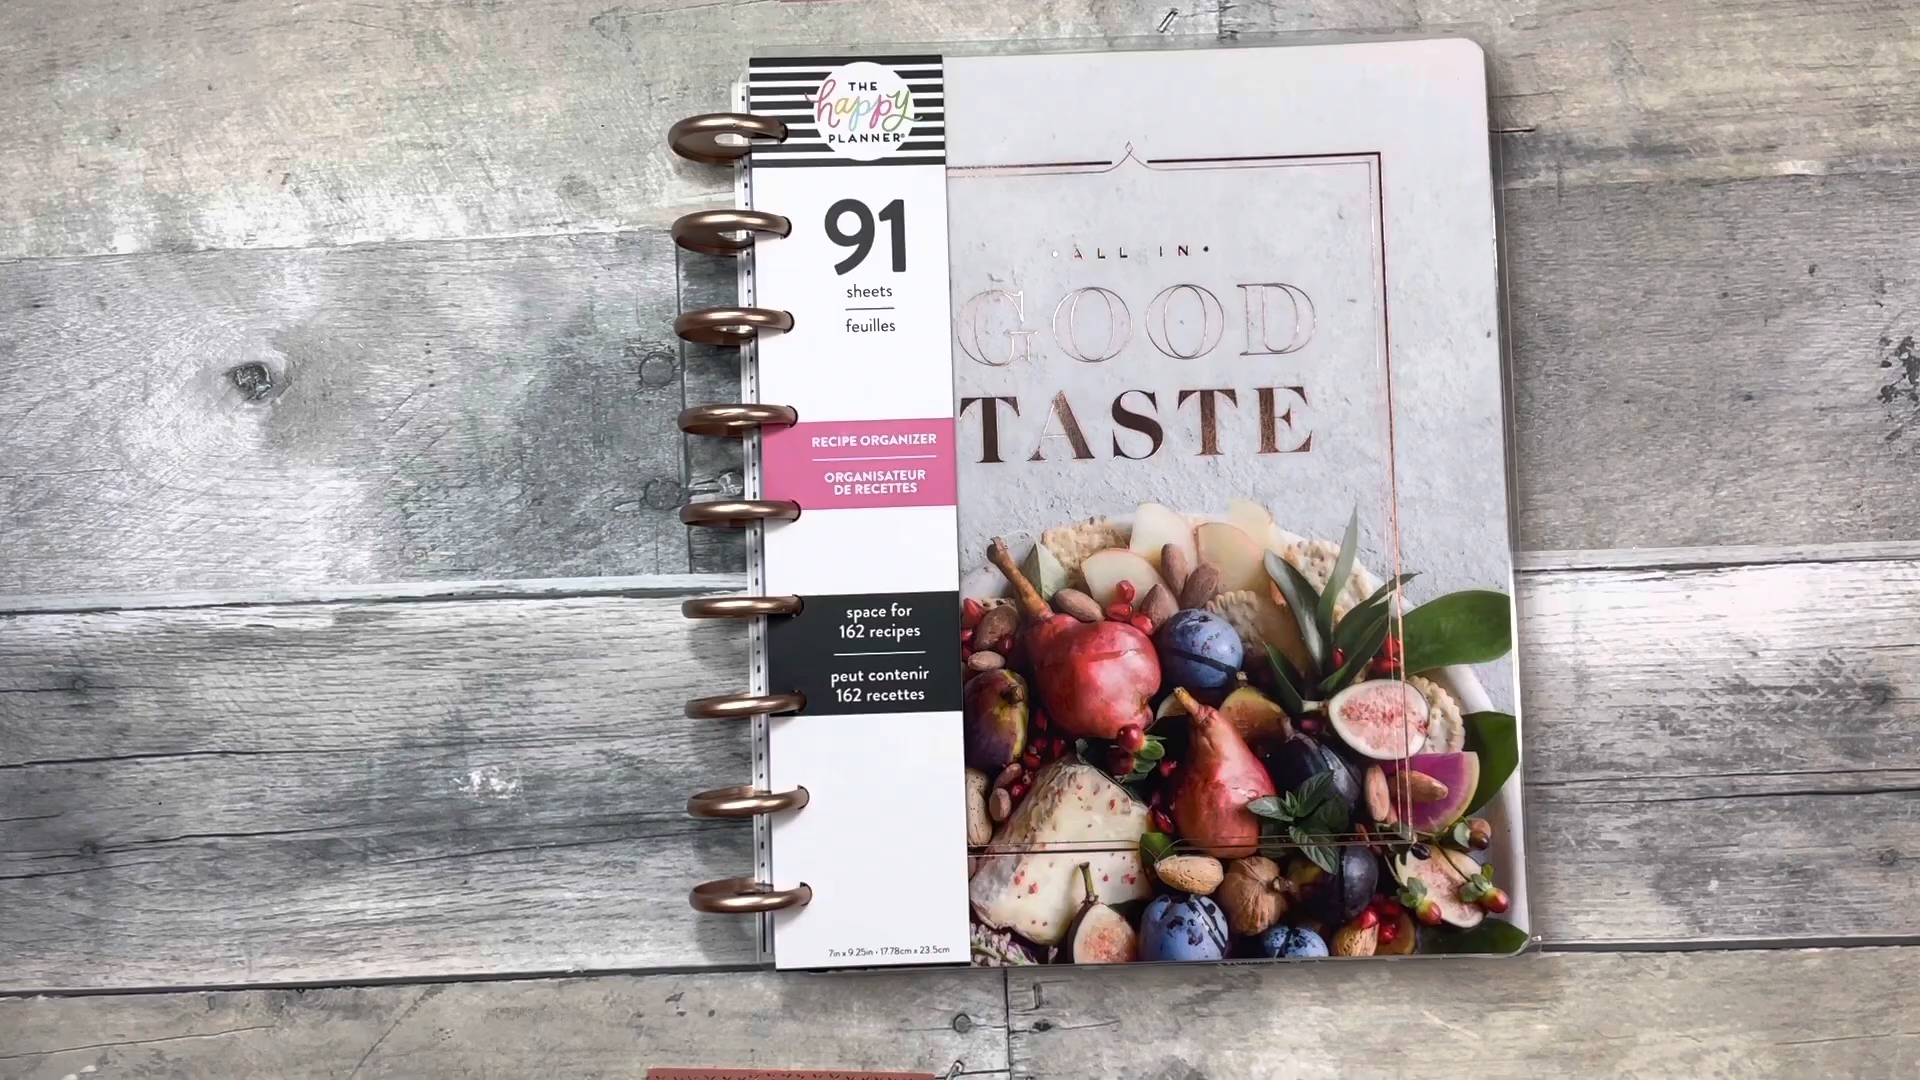 THE
happy
PLANNER®
91
sheets
feuilles
RECIPE ORGANIZER
ORGANISATEUR
DE RECETTES
space for
162 recipes
peut contenir
162 recettes
7in x 9.25in • 17.78cm x 23.5cm
• ALL IN •
GOOD
TASTE